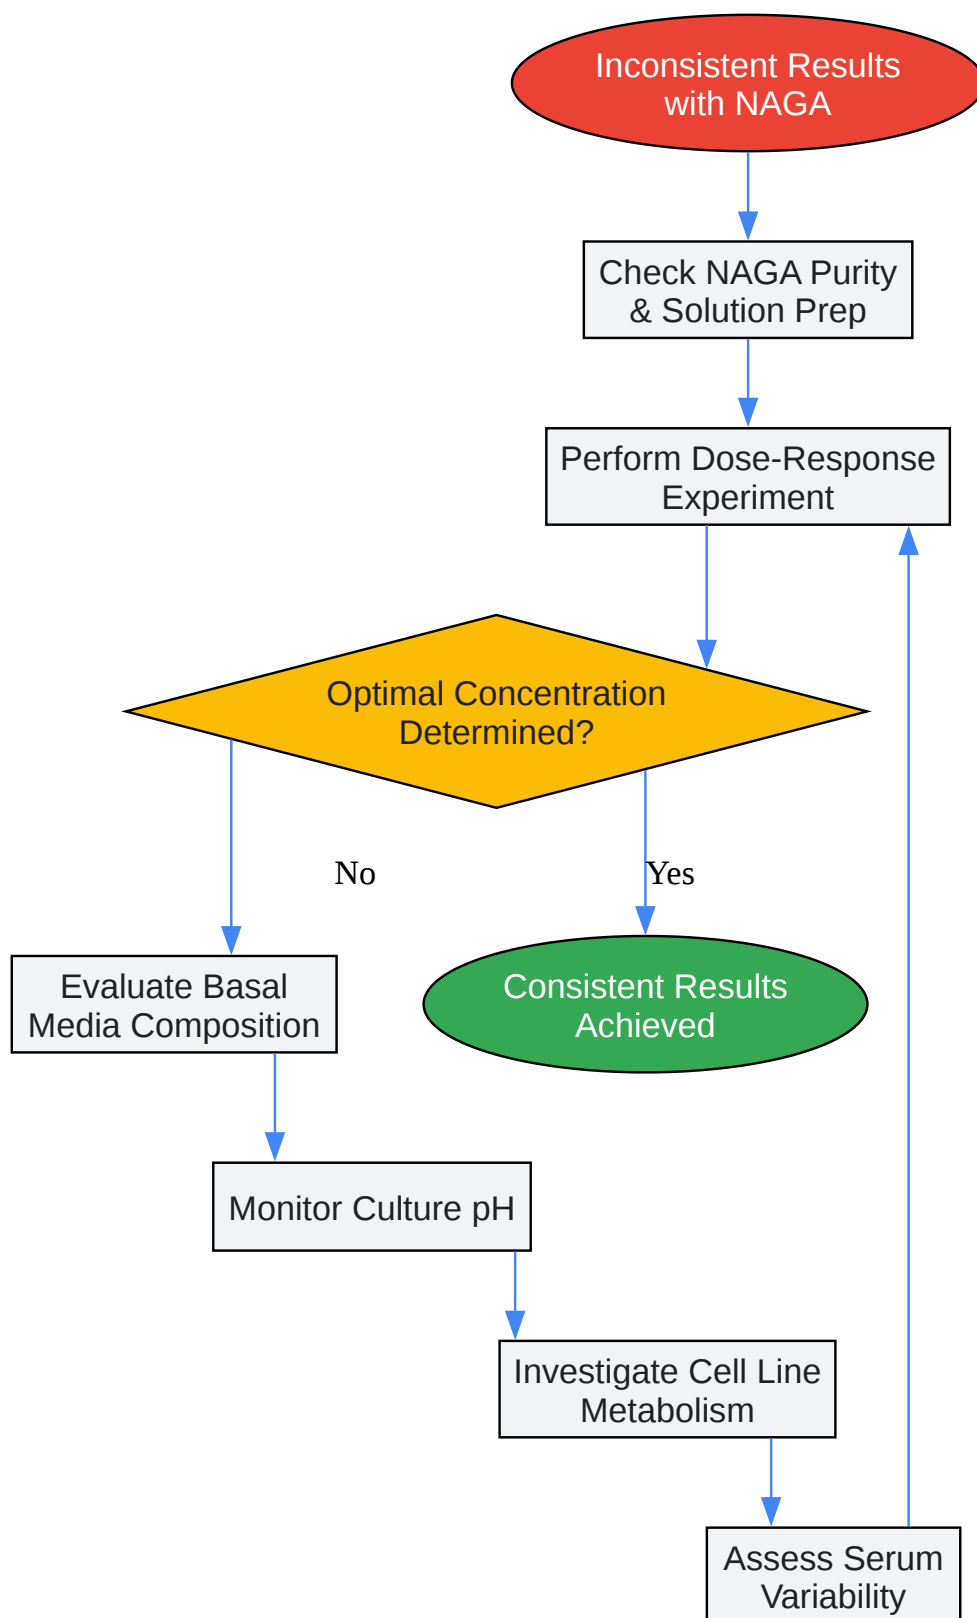 Inconsistent Results
with NAGA
Check NAGA Purity
& Solution Prep
Perform Dose-Response
Experiment
Optimal Concentration
Determined?
No
Yes
Evaluate Basal
Media Composition
Consistent Results
Achieved
Monitor Culture pH
Investigate Cell Line
Metabolism
Assess Serum
Variability